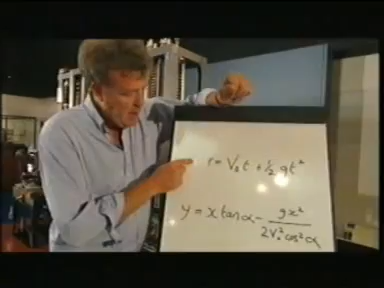 r = V₀t + ½ gt²
y = x tan α - gx² / 2V₀² cos² α